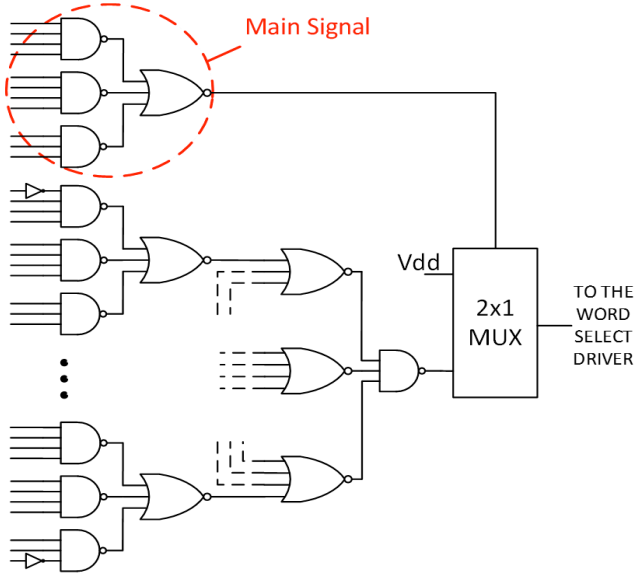 Main Signal
Vdd
2x1
MUX
TO THE
WORD
SELECT
DRIVER